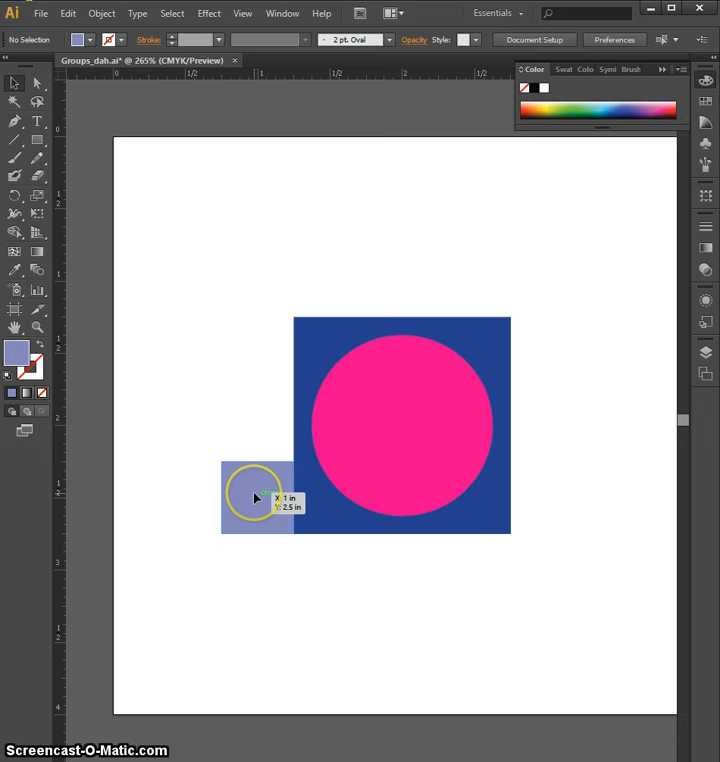 Ai File Edit Object Type Select Effect View Window Help Br Essentials
No Selection Stroke: 2 pt. Oval Opacity Style: Document Setup Preferences
Groups_dah.ai* @ 265% (CMYK/Preview) ×
Color Swal Colo Syml Brush
0 1/2 1 1/2 2 1/2
0
1
2
1
1
2
2
1
2
3
1
2
4
X: 1 in
Y: 2.5 in
Screencast-O-Matic.com